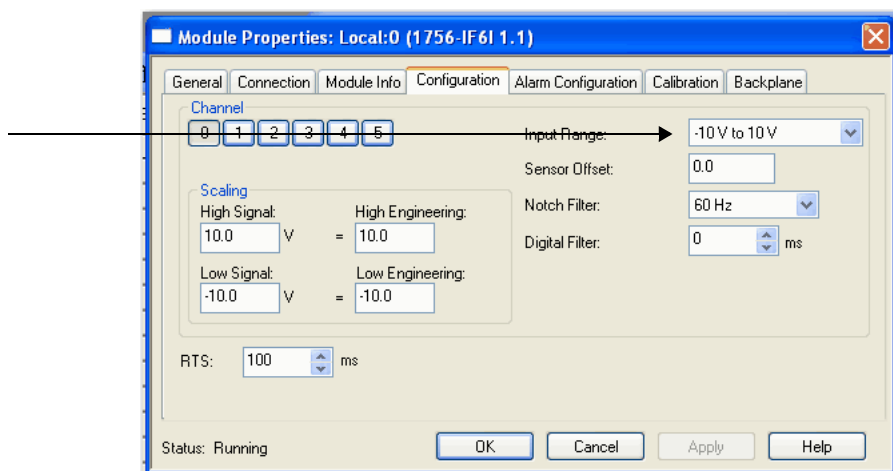 Module Properties: Local:0 (1756-IF6I 1.1)
General Connection Module Info Configuration Alarm Configuration Calibration Backplane
Channel
0 1 2 3 4 5
Input Range: -10 V to 10 V
Sensor Offset: 0.0
Notch Filter: 60 Hz
Digital Filter: 0 ms
Scaling
High Signal: High Engineering:
10.0 V = 10.0
Low Signal: Low Engineering:
-10.0 V = -10.0
RTS: 100 ms
Status: Running OK Cancel Apply Help